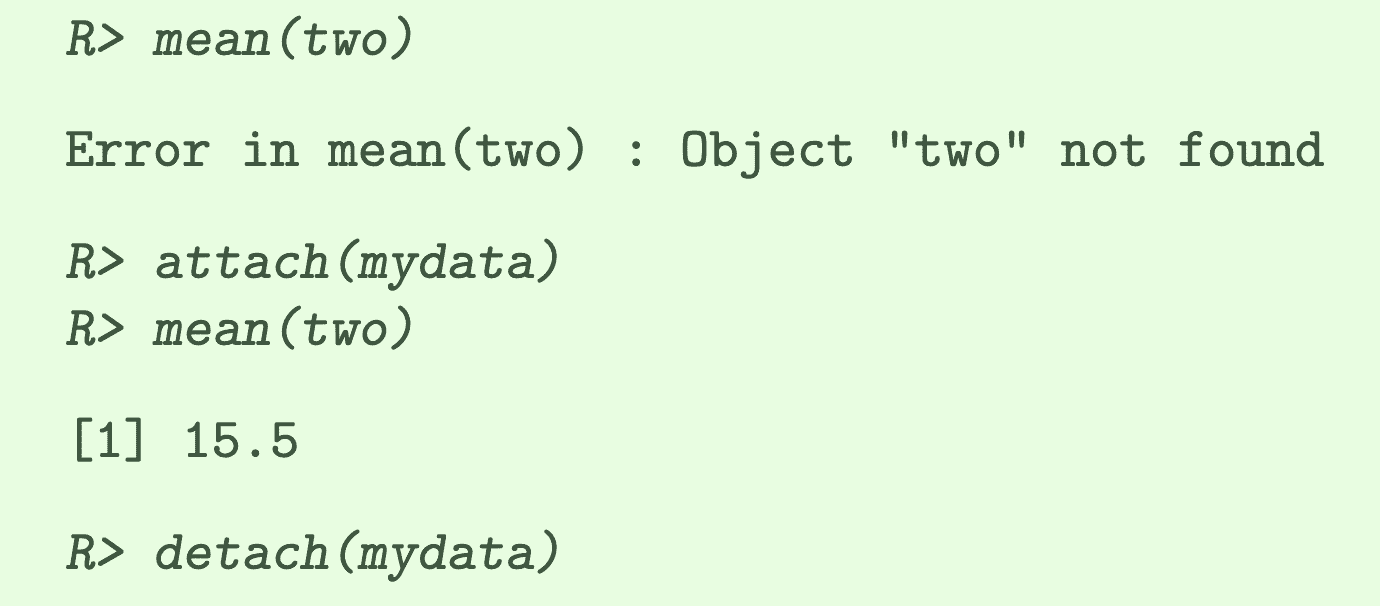 R> mean(two)
Error in mean(two) : Object "two" not found
R> attach(mydata)
R> mean(two)
[1] 15.5
R> detach(mydata)